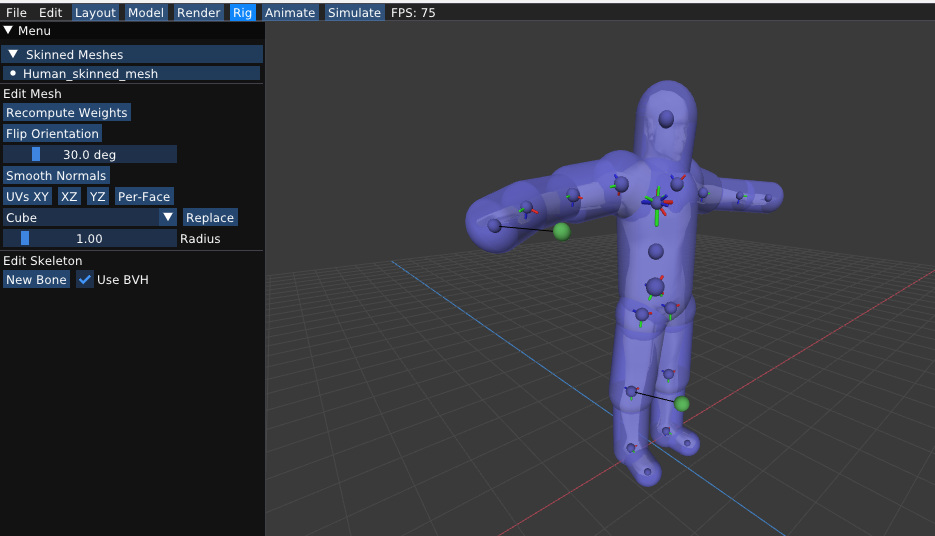 File Edit Layout Model Render Rig Animate Simulate FPS: 75
Menu
Skinned Meshes
Human_skinned_mesh
Edit Mesh
Recompute Weights
Flip Orientation
30.0 deg
Smooth Normals
UVs XY XZ YZ Per-Face
Cube Replace
1.00 Radius
Edit Skeleton
New Bone Use BVH